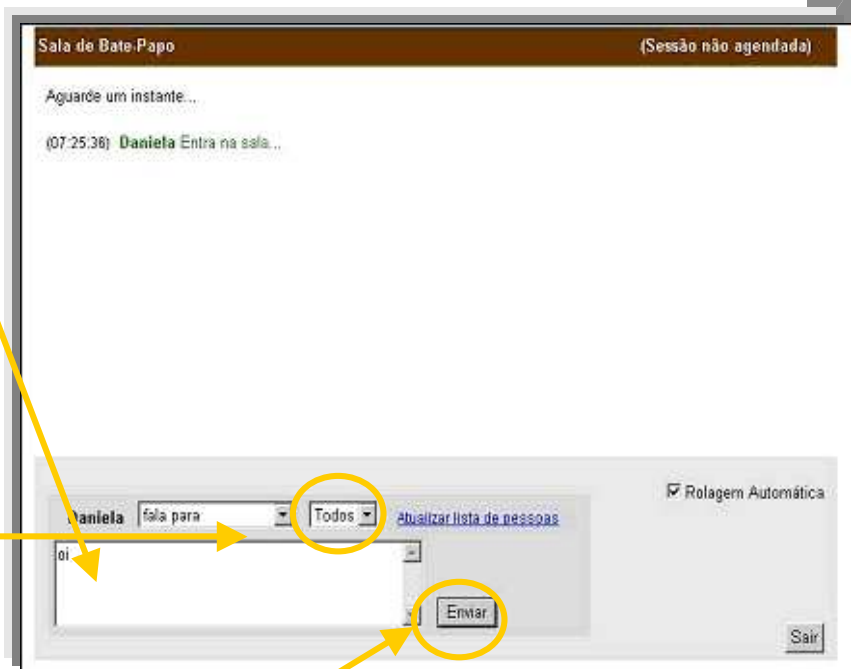 Sala de Bate-Papo (Sessão não agendada)
Aguarde um instante...
(07:25:36) Daniela Entra na sala...
Rolagem Automática
Daniela fala para Todos Atualizar lista de pessoas
oi
Enviar
Sair